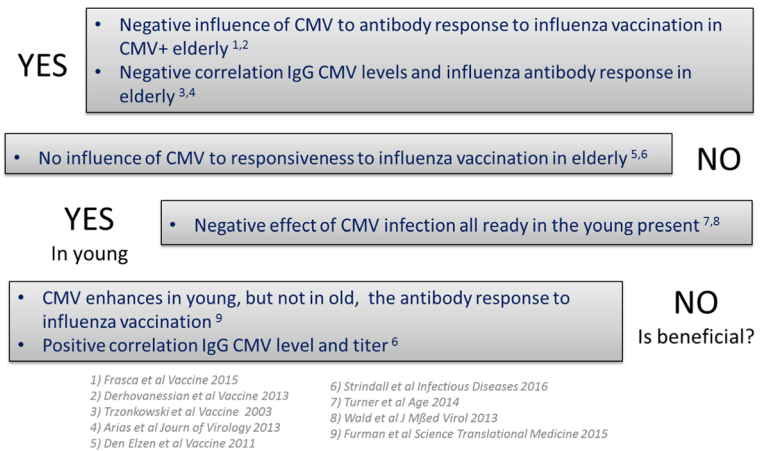 YES
• Negative influence of CMV to antibody response to influenza vaccination in
CMV+ elderly 1,2
• Negative correlation IgG CMV levels and influenza antibody response in
elderly 3,4
• No influence of CMV to responsiveness to influenza vaccination in elderly 5,6
NO
YES
In young
• Negative effect of CMV infection all ready in the young present 7,8
• CMV enhances in young, but not in old, the antibody response to
influenza vaccination 9
• Positive correlation IgG CMV level and titer 6
NO
Is beneficial?
1) Frasca et al Vaccine 2015
2) Derhovanessian et al Vaccine 2013
3) Trzonkowski et al Vaccine 2003
4) Arias et al Journ of Virology 2013
5) Den Elzen et al Vaccine 2011
6) Strindall et al Infectious Diseases 2016
7) Turner et al Age 2014
8) Wald et al J Mßed Virol 2013
9) Furman et al Science Translational Medicine 2015